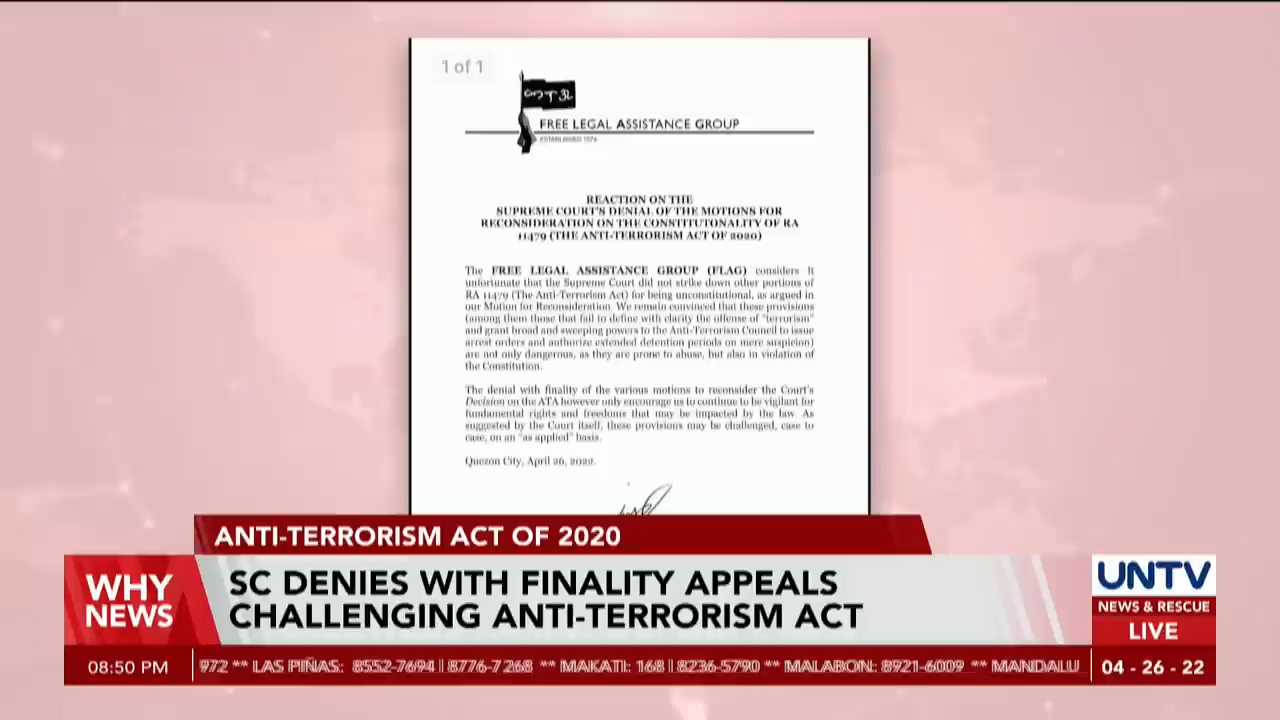 1 of 1
FREE LEGAL ASSISTANCE GROUP
ESTABLISHED 1974
REACTION ON THE
SUPREME COURT'S DENIAL OF THE MOTIONS FOR
RECONSIDERATION ON THE CONSTITUTONALITY OF RA
11479 (THE ANTI-TERRORISM ACT OF 2020)
The FREE LEGAL ASSISTANCE GROUP (FLAG) considers it
unfortunate that the Supreme Court did not strike down other portions of
RA 11479 (The Anti-Terrorism Act) for being unconstitutional, as argued in
our Motion for Reconsideration. We remain convinced that these provisions
(among them those that fail to define with clarity the offense of "terrorism"
and grant broad and sweeping powers to the Anti-Terrorism Council to issue
arrest orders and authorize extended detention periods on mere suspicion)
are not only dangerous, as they are prone to abuse, but also in violation of
the Constitution.
The denial with finality of the various motions to reconsider the Court's
Decision on the ATA however only encourage us to continue to be vigilant for
fundamental rights and freedoms that may be impacted by the law. As
suggested by the Court itself, these provisions may be challenged, case to
case, on an "as applied" basis.
Quezon City, April 26, 2022.
ANTI-TERRORISM ACT OF 2020
WHY
NEWS
SC DENIES WITH FINALITY APPEALS
CHALLENGING ANTI-TERRORISM ACT
UNTV
NEWS & RESCUE
LIVE
08:50 PM
972 ** LAS PIÑAS: 8552-7694 || 8776-7268 ** MAKATI: 168 || 8236-5790 ** MALABON: 8921-6009 ** MANDALU
04 - 26 - 22